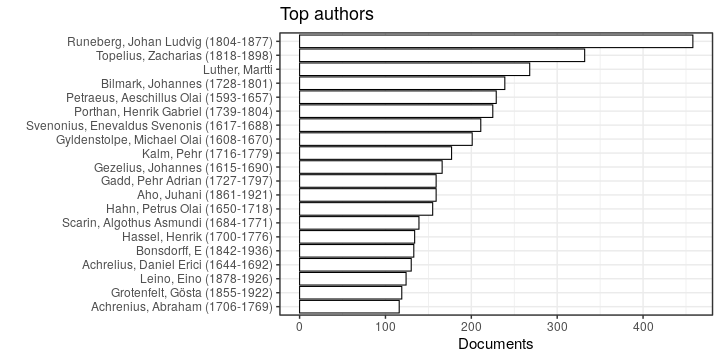 Top authors
Runeberg, Johan Ludvig (1804-1877)
Topelius, Zacharias (1818-1898)
Luther, Martti
Bilmark, Johannes (1728-1801)
Petraeus, Aeschillus Olai (1593-1657)
Porthan, Henrik Gabriel (1739-1804)
Svenonius, Enevaldus Svenonis (1617-1688)
Gyldenstolpe, Michael Olai (1608-1670)
Kalm, Pehr (1716-1779)
Gezelius, Johannes (1615-1690)
Gadd, Pehr Adrian (1727-1797)
Aho, Juhani (1861-1921)
Hahn, Petrus Olai (1650-1718)
Scarin, Algothus Asmundi (1684-1771)
Hassel, Henrik (1700-1776)
Bonsdorff, E (1842-1936)
Achrelius, Daniel Erici (1644-1692)
Leino, Eino (1878-1926)
Grotenfelt, Gösta (1855-1922)
Achrenius, Abraham (1706-1769)
0 100 200 300 400
Documents